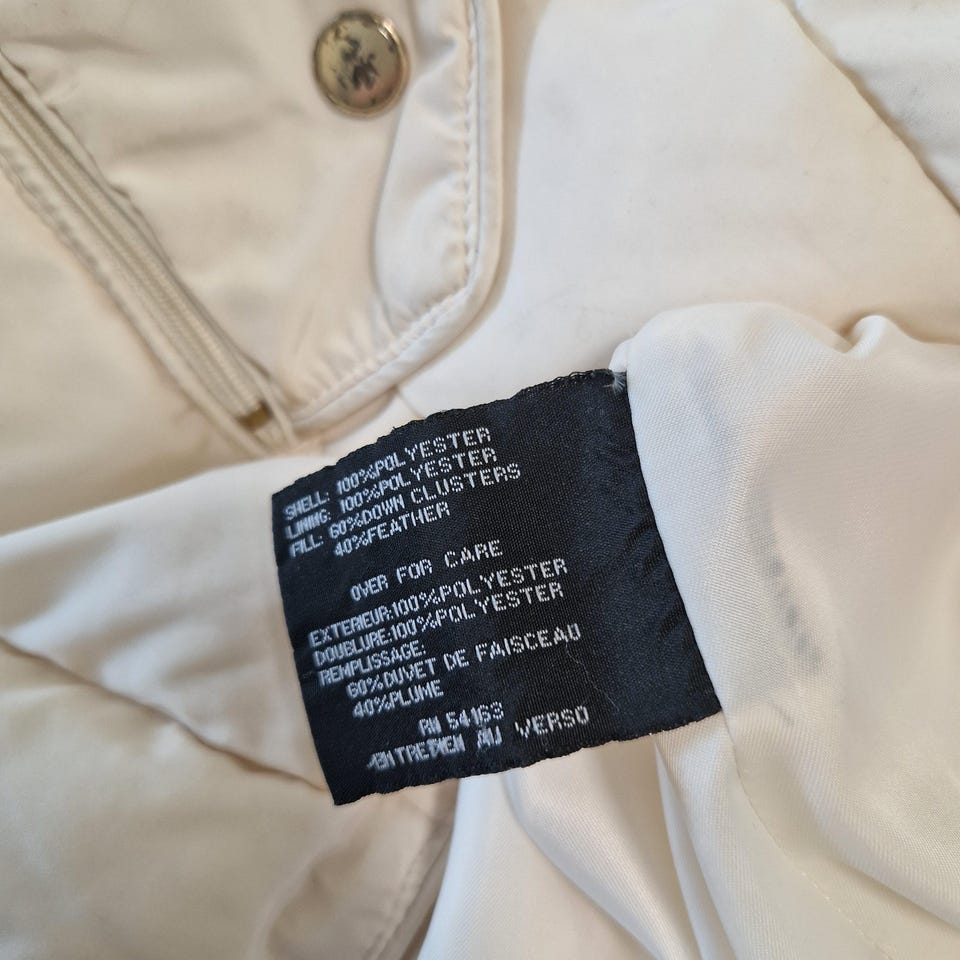 SHELL: 100%POLYESTER
LINING: 100%POLYESTER
FILL: 60%DOWN CLUSTERS
40%FEATHER
OVER FOR CARE
EXTERIEUR:100%POLYESTER
DOUBLURE:100%POLYESTER
REMPLISSAGE:
60%DUVET DE FAISCEAU
40%PLUME
RN 54163
ENTRETIEN AU VERSO